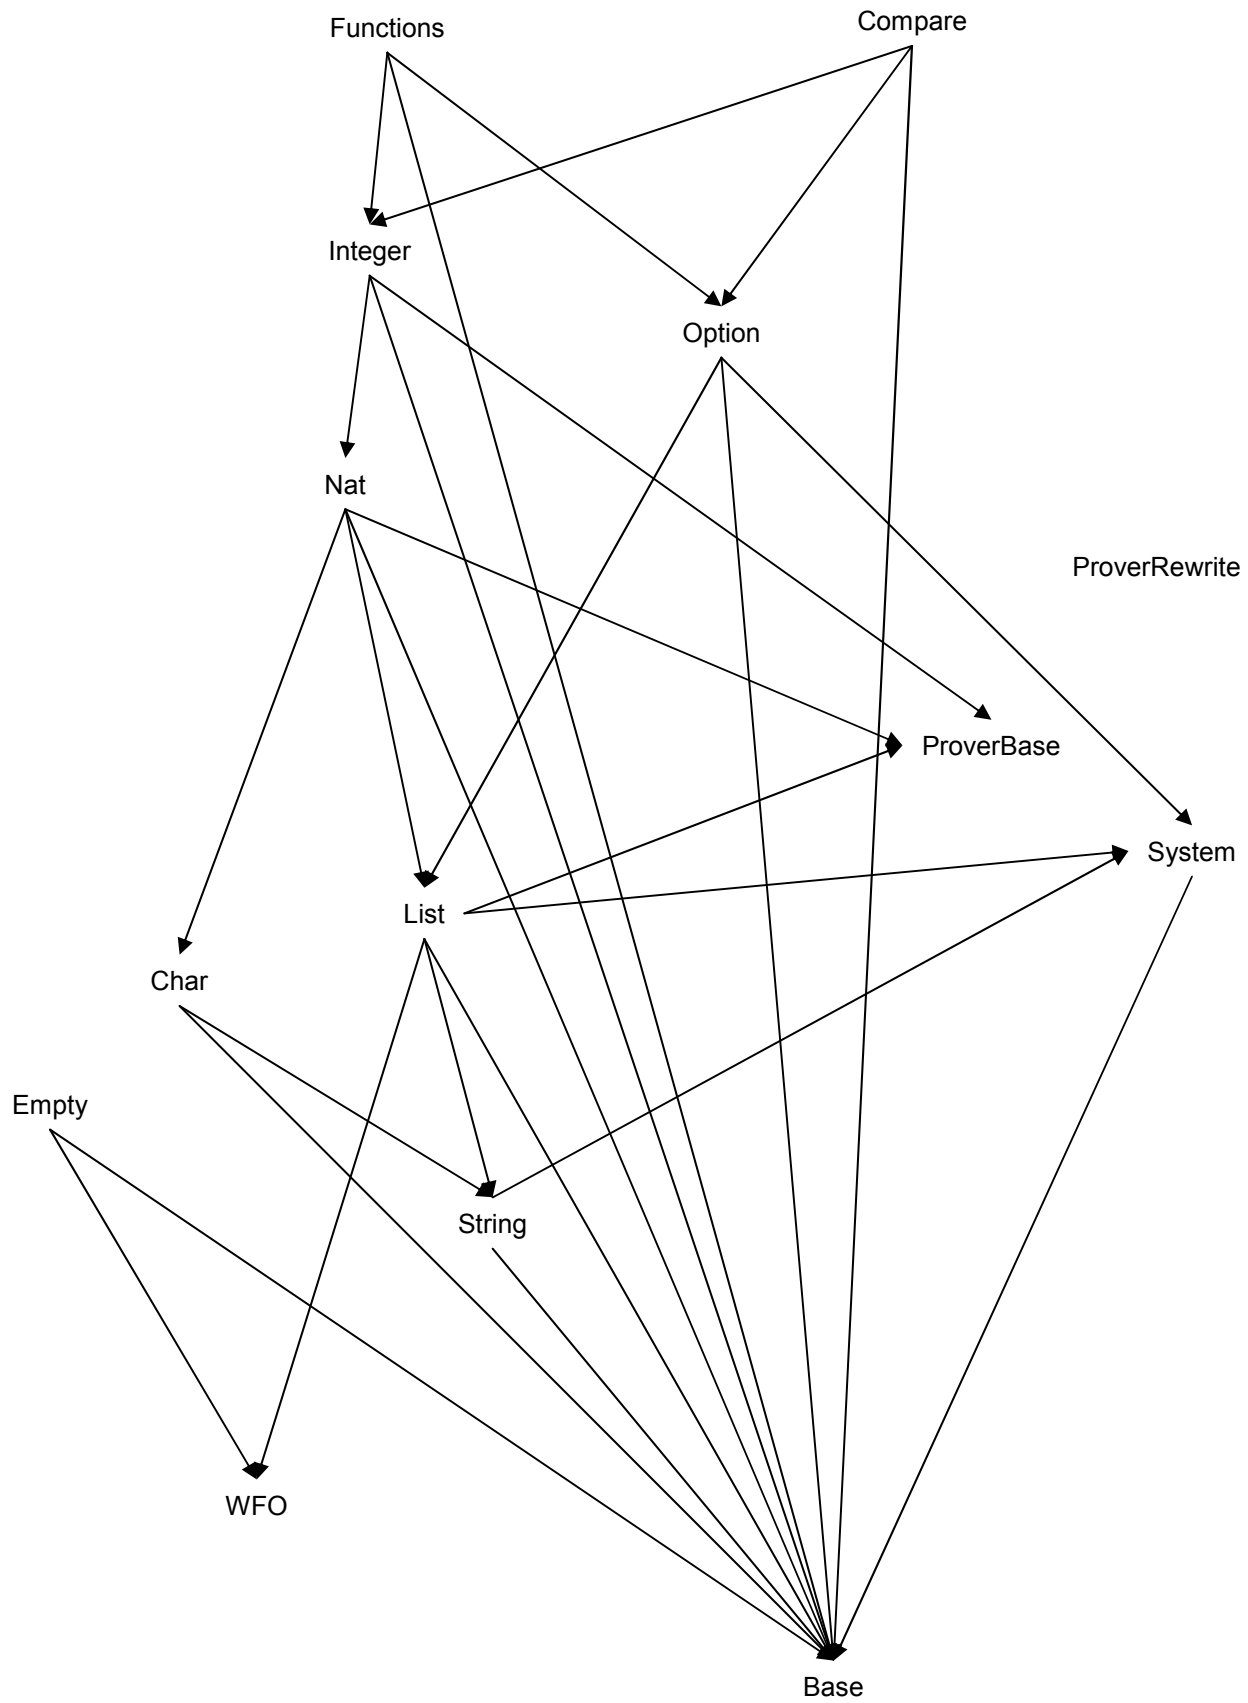 Functions
Compare
Integer
Option
Nat
ProverRewrite
ProverBase
System
List
Char
Empty
String
WFO
Base